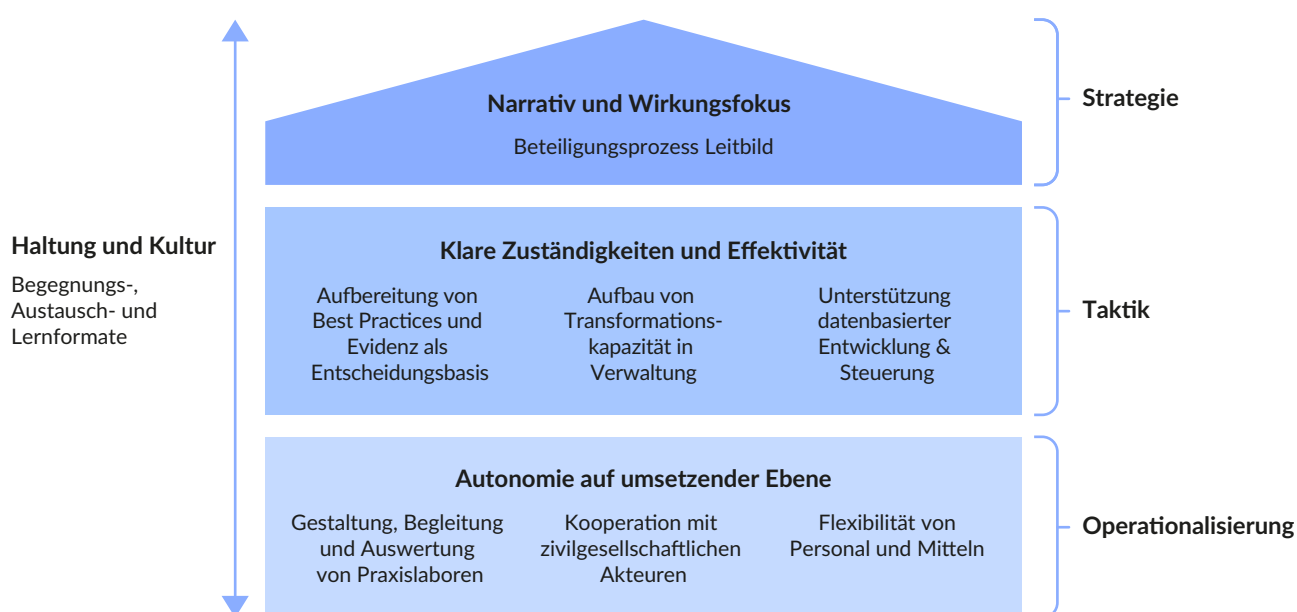 Narrativ und Wirkungsfokus
Beteiligungsprozess Leitbild
Strategie
Haltung und Kultur
Begegnungs-,
Austausch- und
Lernformate
Klare Zuständigkeiten und Effektivität
Aufbereitung von
Best Practices und
Evidenz als
Entscheidungsbasis
Aufbau von
Transformations-
kapazität in
Verwaltung
Unterstützung
datenbasierter
Entwicklung &
Steuerung
Taktik
Autonomie auf umsetzender Ebene
Gestaltung, Begleitung
und Auswertung
von Praxislaboren
Kooperation mit
zivilgesellschaftlichen
Akteuren
Flexibilität von
Personal und Mitteln
Operationalisierung